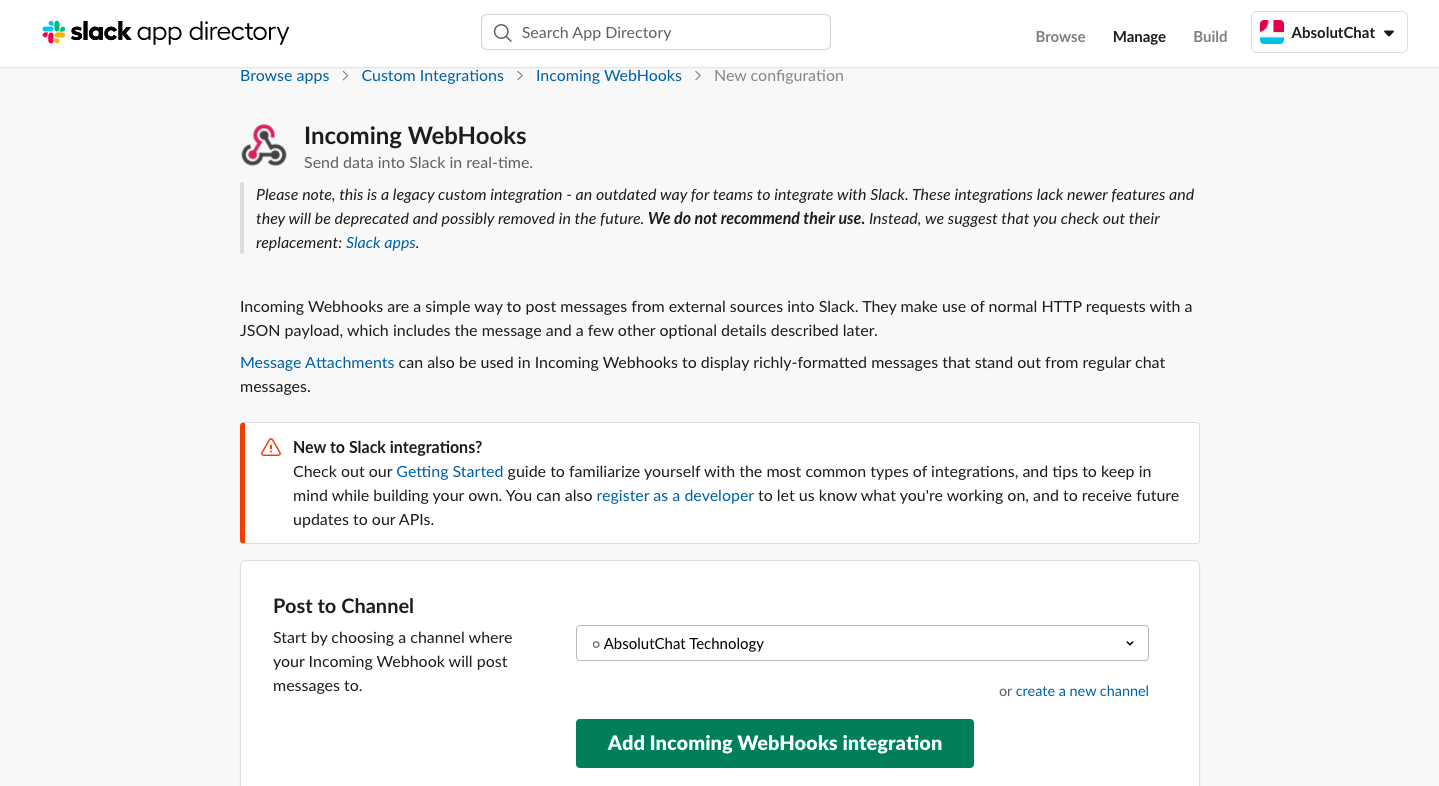 slack app directory
Search App Directory
Browse
Manage
Build
AbsolutChat
Browse apps > Custom Integrations > Incoming WebHooks > New configuration
Incoming WebHooks
Send data into Slack in real-time.
Please note, this is a legacy custom integration - an outdated way for teams to integrate with Slack. These integrations lack newer features and
they will be deprecated and possibly removed in the future. We do not recommend their use. Instead, we suggest that you check out their
replacement: Slack apps.
Incoming Webhooks are a simple way to post messages from external sources into Slack. They make use of normal HTTP requests with a
JSON payload, which includes the message and a few other optional details described later.
Message Attachments can also be used in Incoming Webhooks to display richly-formatted messages that stand out from regular chat
messages.
New to Slack integrations?
Check out our Getting Started guide to familiarize yourself with the most common types of integrations, and tips to keep in
mind while building your own. You can also register as a developer to let us know what you're working on, and to receive future
updates to our APIs.
Post to Channel
Start by choosing a channel where
your Incoming Webhook will post
messages to.
AbsolutChat Technology
or create a new channel
Add Incoming WebHooks integration